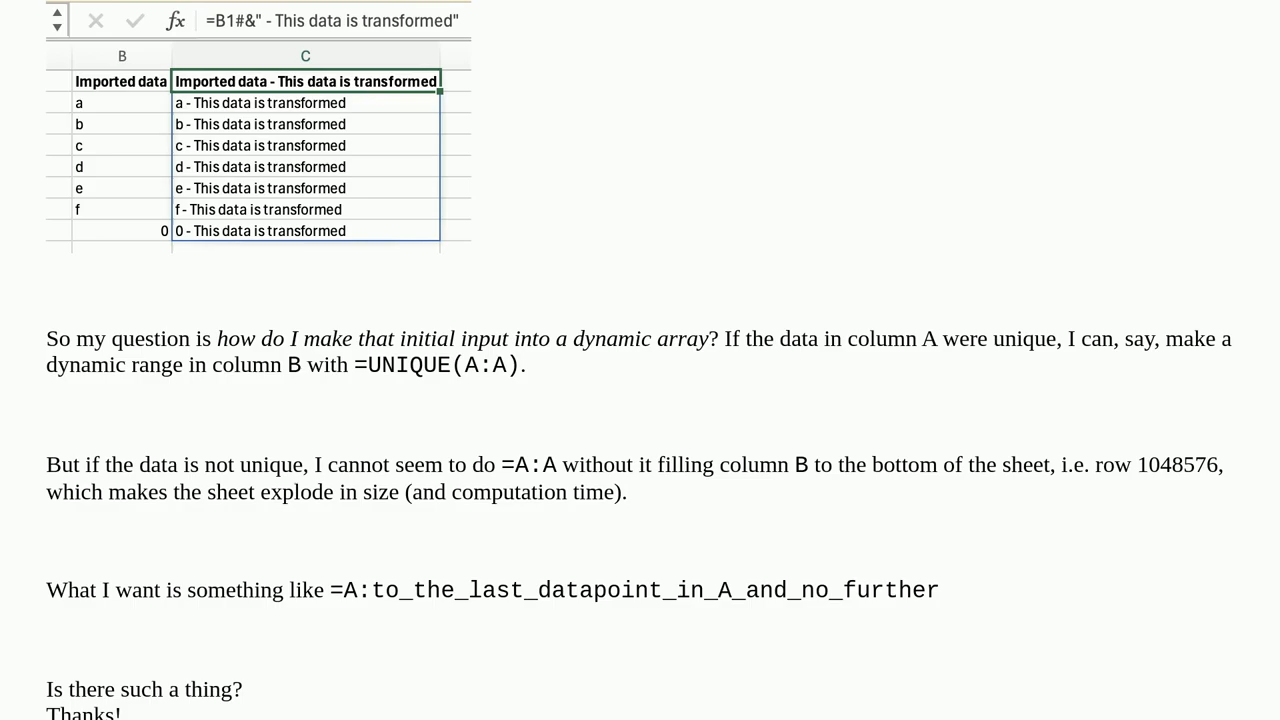 fx =B1#&" - This data is transformed"
B C
Imported data Imported data - This data is transformed
a a - This data is transformed
b b - This data is transformed
c c - This data is transformed
d d - This data is transformed
e e - This data is transformed
f f - This data is transformed
0 0 - This data is transformed
So my question is how do I make that initial input into a dynamic array? If the data in column A were unique, I can, say, make a
dynamic range in column B with =UNIQUE(A:A).
But if the data is not unique, I cannot seem to do =A:A without it filling column B to the bottom of the sheet, i.e. row 1048576,
which makes the sheet explode in size (and computation time).
What I want is something like =A:to_the_last_datapoint_in_A_and_no_further
Is there such a thing?
Thanks!